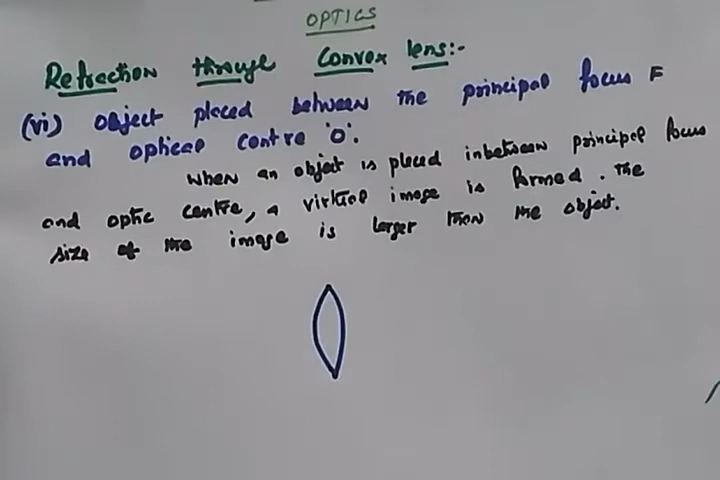 OPTICS
Refraction through Convex lens:-
(vi) object placed between the principal focus F
and optical centre 'O'.
When an object is placed inbetween principal focus
and optic centre, a virtual image is formed. The
size of the image is larger than the object.